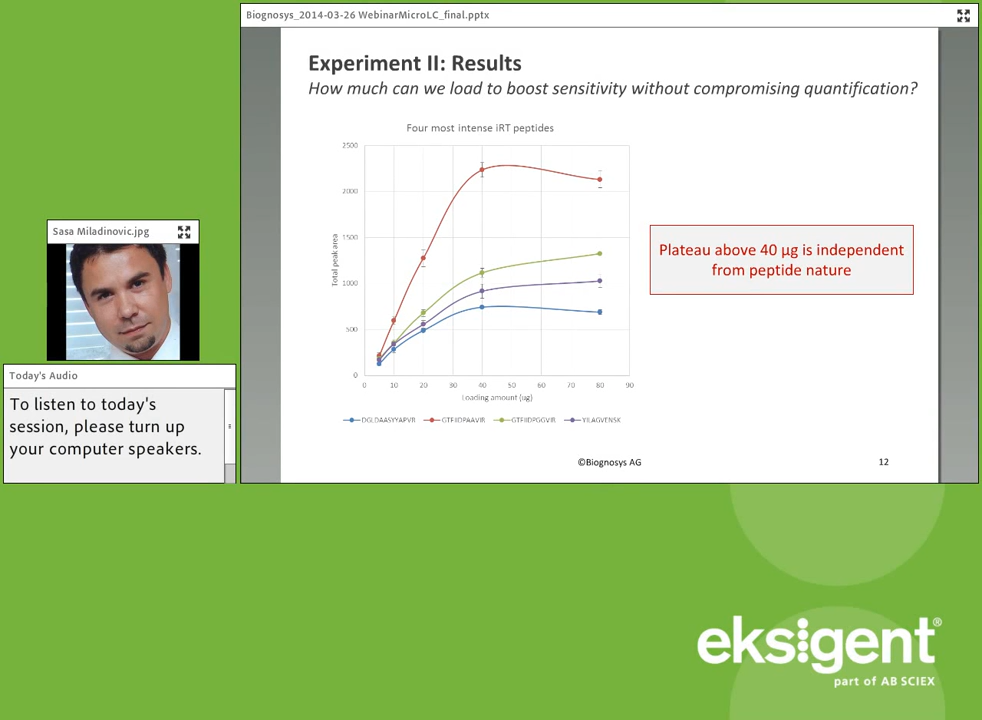 Biognosys_2014-03-26 WebinarMicroLC_final.pptx
Experiment II: Results
How much can we load to boost sensitivity without compromising quantification?
Four most intense iRT peptides
2500
2000
1500
1000
500
0
Total peak area
0 10 20 30 40 50 60 70 80 90
Loading amount (ug)
DGLDAASYYAPVR GTFIIDPAAVIR GTFIIDPGGVIR YILAGVENSK
Plateau above 40 µg is independent
from peptide nature
©Biognosys AG
12
Sasa Miladinovic.jpg
Today's Audio
To listen to today's
session, please turn up
your computer speakers.
eksigent®
part of AB SCIEX